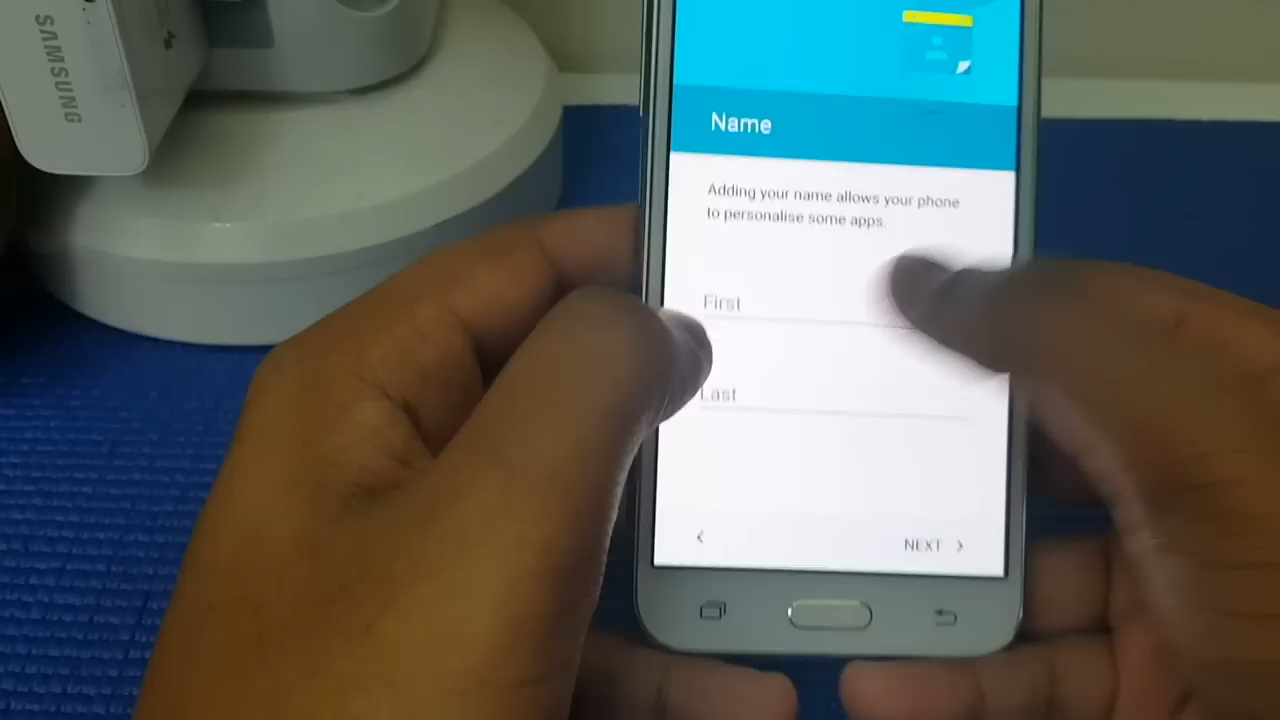 SAMSUNG
Name
Adding your name allows your phone
to personalise some apps.
First
Last
NEXT